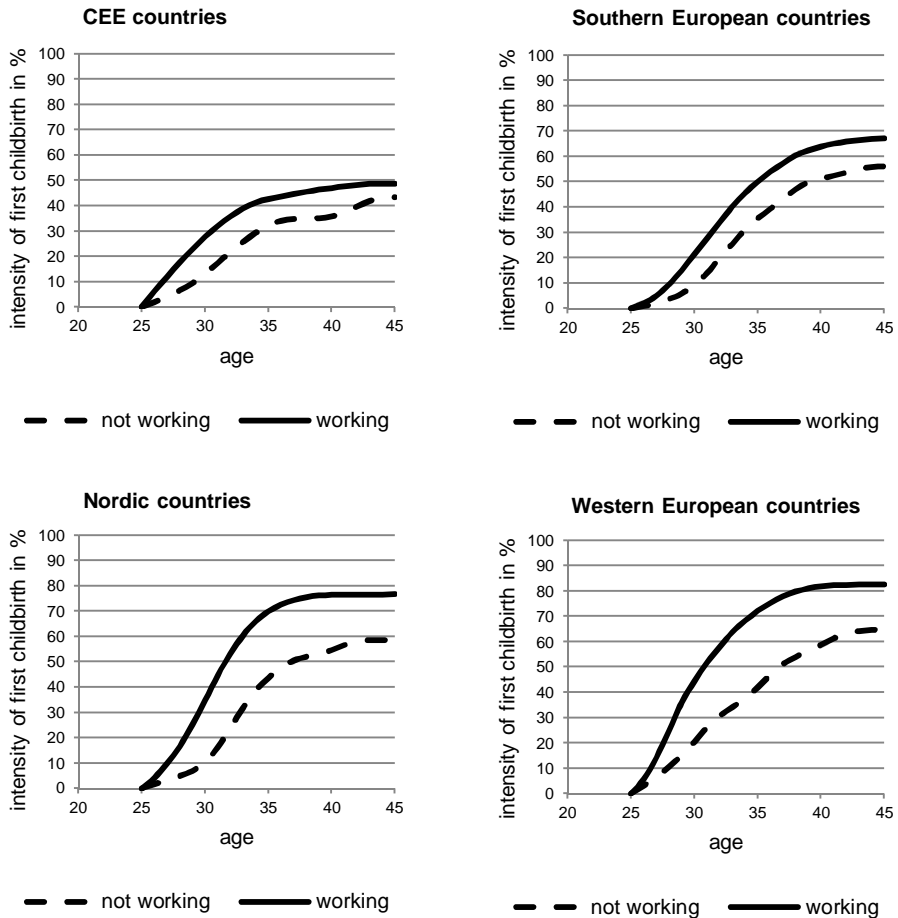 CEE countries
intensity of first childbirth in %
100
90
80
70
60
50
40
30
20
10
0
20 25 30 35 40 45
age
not working working
Southern European countries
intensity of first childbirth in %
100
90
80
70
60
50
40
30
20
10
0
20 25 30 35 40 45
age
not working working
Nordic countries
intensity of first childbirth in %
100
90
80
70
60
50
40
30
20
10
0
20 25 30 35 40 45
age
not working working
Western European countries
intensity of first childbirth in %
100
90
80
70
60
50
40
30
20
10
0
20 25 30 35 40 45
age
not working working